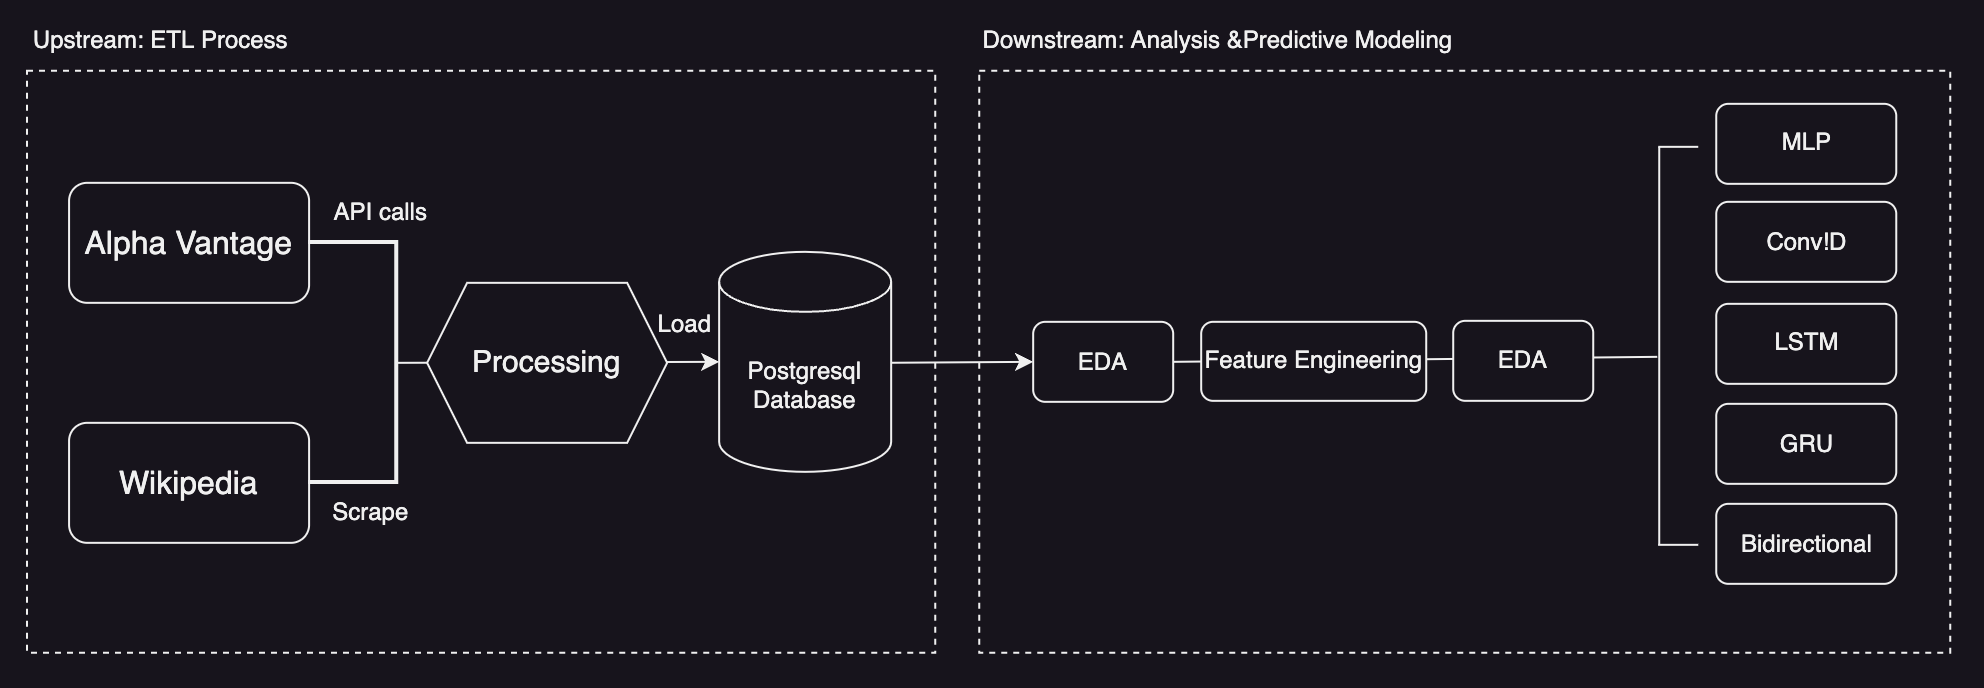 Upstream: ETL Process
Alpha Vantage
API calls
Wikipedia
Scrape
Processing
Load
Postgresql
Database
Downstream: Analysis &Predictive Modeling
EDA
Feature Engineering
EDA
MLP
Conv!D
LSTM
GRU
Bidirectional